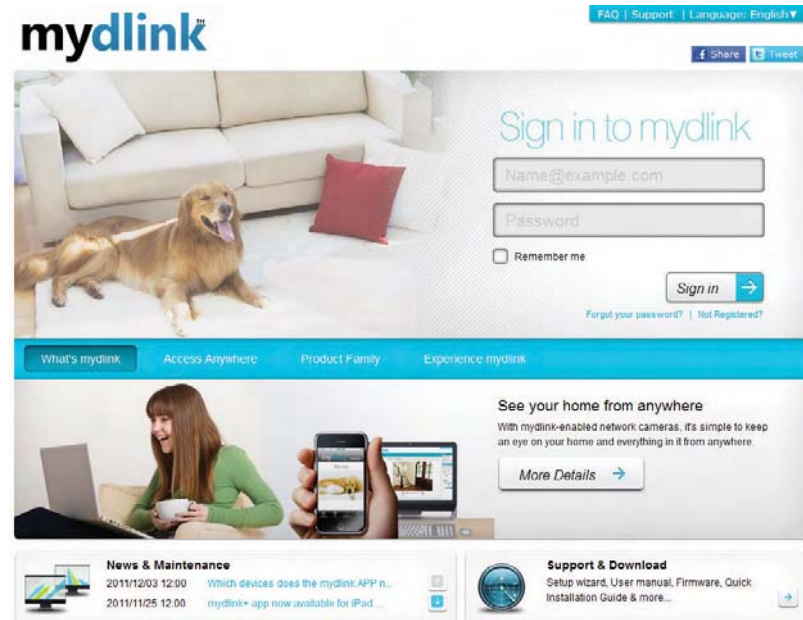 FAQ | Support | Language: English▼
mydlink™
Share Tweet
Sign in to mydlink
Name@example.com
Password
Remember me
Sign in
Forgot your password? | Not Registered?
What's mydlink Access Anywhere Product Family Experience mydlink
See your home from anywhere
With mydlink-enabled network cameras, it's simple to keep
an eye on your home and everything in it from anywhere.
More Details
News & Maintenance
2011/12/03 12:00 Which devices does the mydlink APP n...
2011/11/25 12:00 mydlink+ app now available for iPad ...
Support & Download
Setup wizard, User manual, Firmware, Quick
Installation Guide & more...